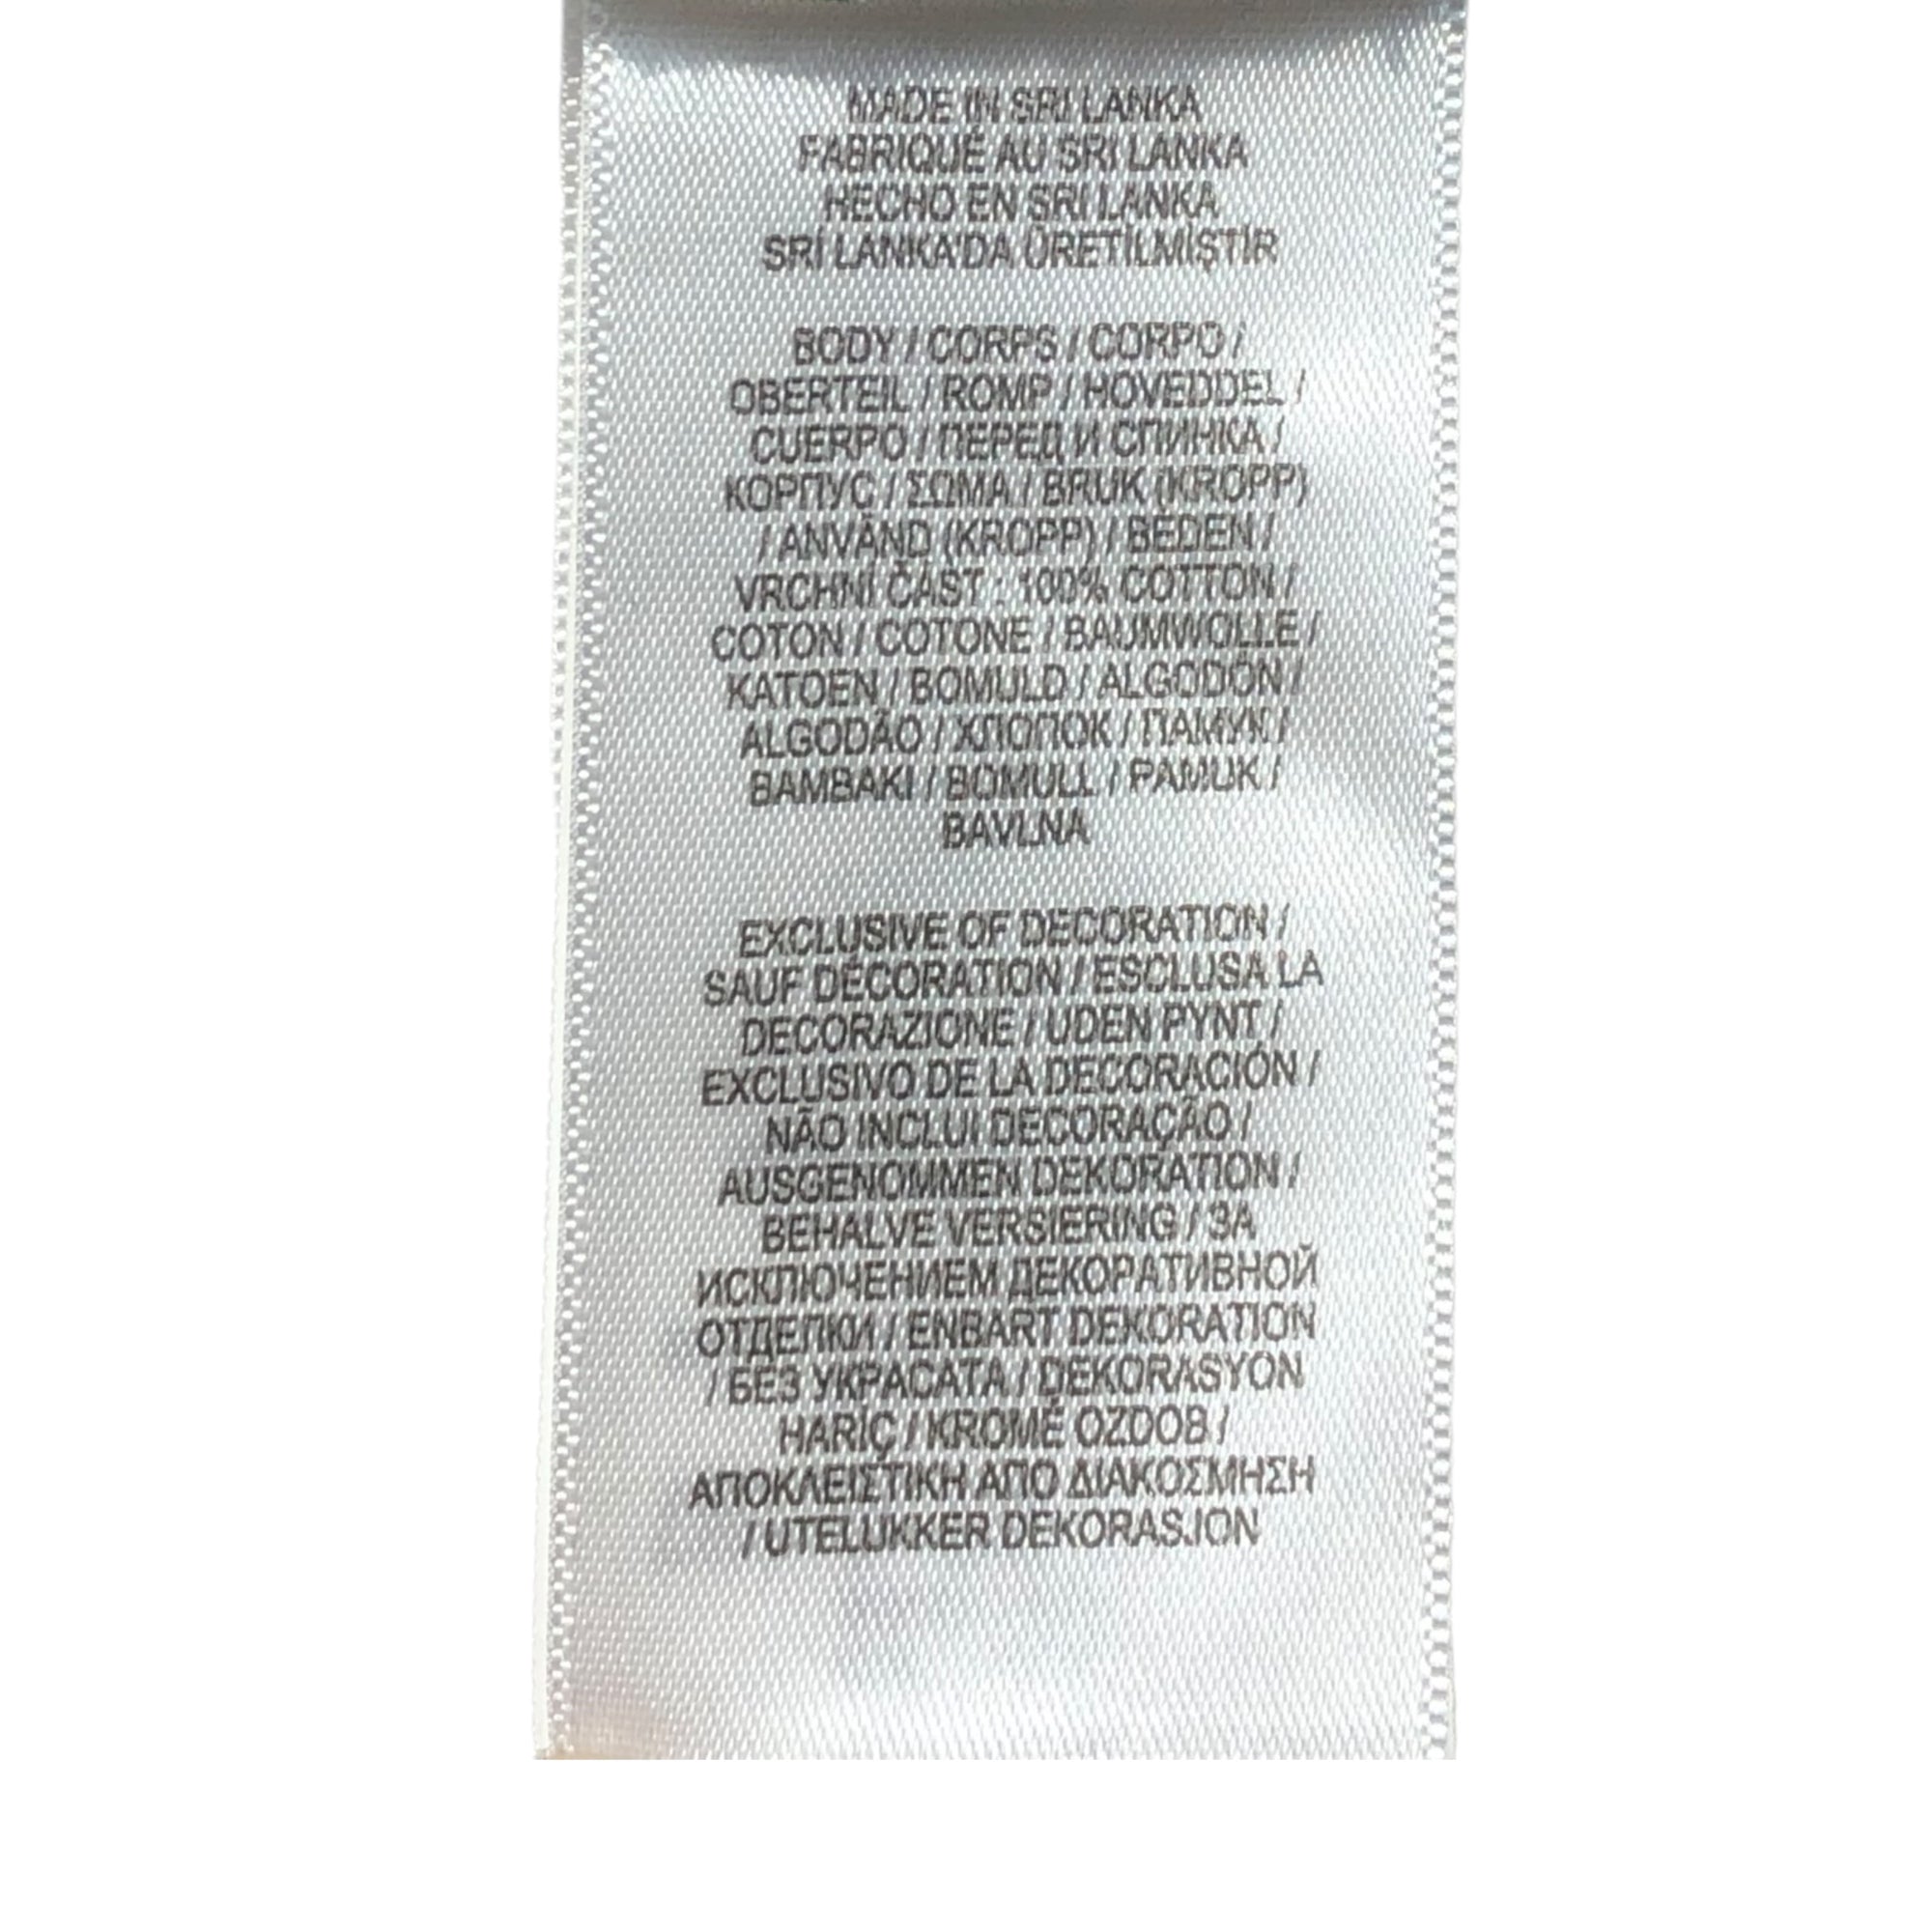 MADE IN SRI LANKA
FABRIQUÉ AU SRI LANKA
HECHO EN SRI LANKA
SRİ LANKA'DA ÜRETİLMİŞTİR
BODY / CORPS / CORPO /
OBERTEIL / ROMP / HOVEDDEL /
CUERPO / ПЕРЕД И СПИНКА /
КОРПУС / ΣΩΜΑ / BRUK (KROPP)
/ ANVÄND (KROPP) / BEDEN /
VRCHNÍ ČÁST : 100% COTTON /
COTON / COTONE / BAUMWOLLE /
KATOEN / BOMULD / ALGODÓN /
ALGODÃO / ХЛОПОК / ПАМУК /
BAMBAKI / BOMULL / PAMUK /
BAVLNA
EXCLUSIVE OF DECORATION /
SAUF DÉCORATION / ESCLUSA LA
DECORAZIONE / UDEN PYNT /
EXCLUSIVO DE LA DECORACIÓN /
NÃO INCLUI DECORAÇÃO /
AUSGENOMMEN DEKORATION /
BEHALVE VERSIERING / ЗА
ИСКЛЮЧЕНИЕМ ДЕКОРАТИВНОЙ
ОТДЕЛКИ / ENBART DEKORATION
/ БЕЗ УКРАСАТА / DEKORASYON
HARİÇ / KROMĚ OZDOB /
ΑΠΟΚΛΕΙΣΤΙΚΗ ΑΠΟ ΔΙΑΚΟΣΜΗΣΗ
/ UTELUKKER DEKORASJON